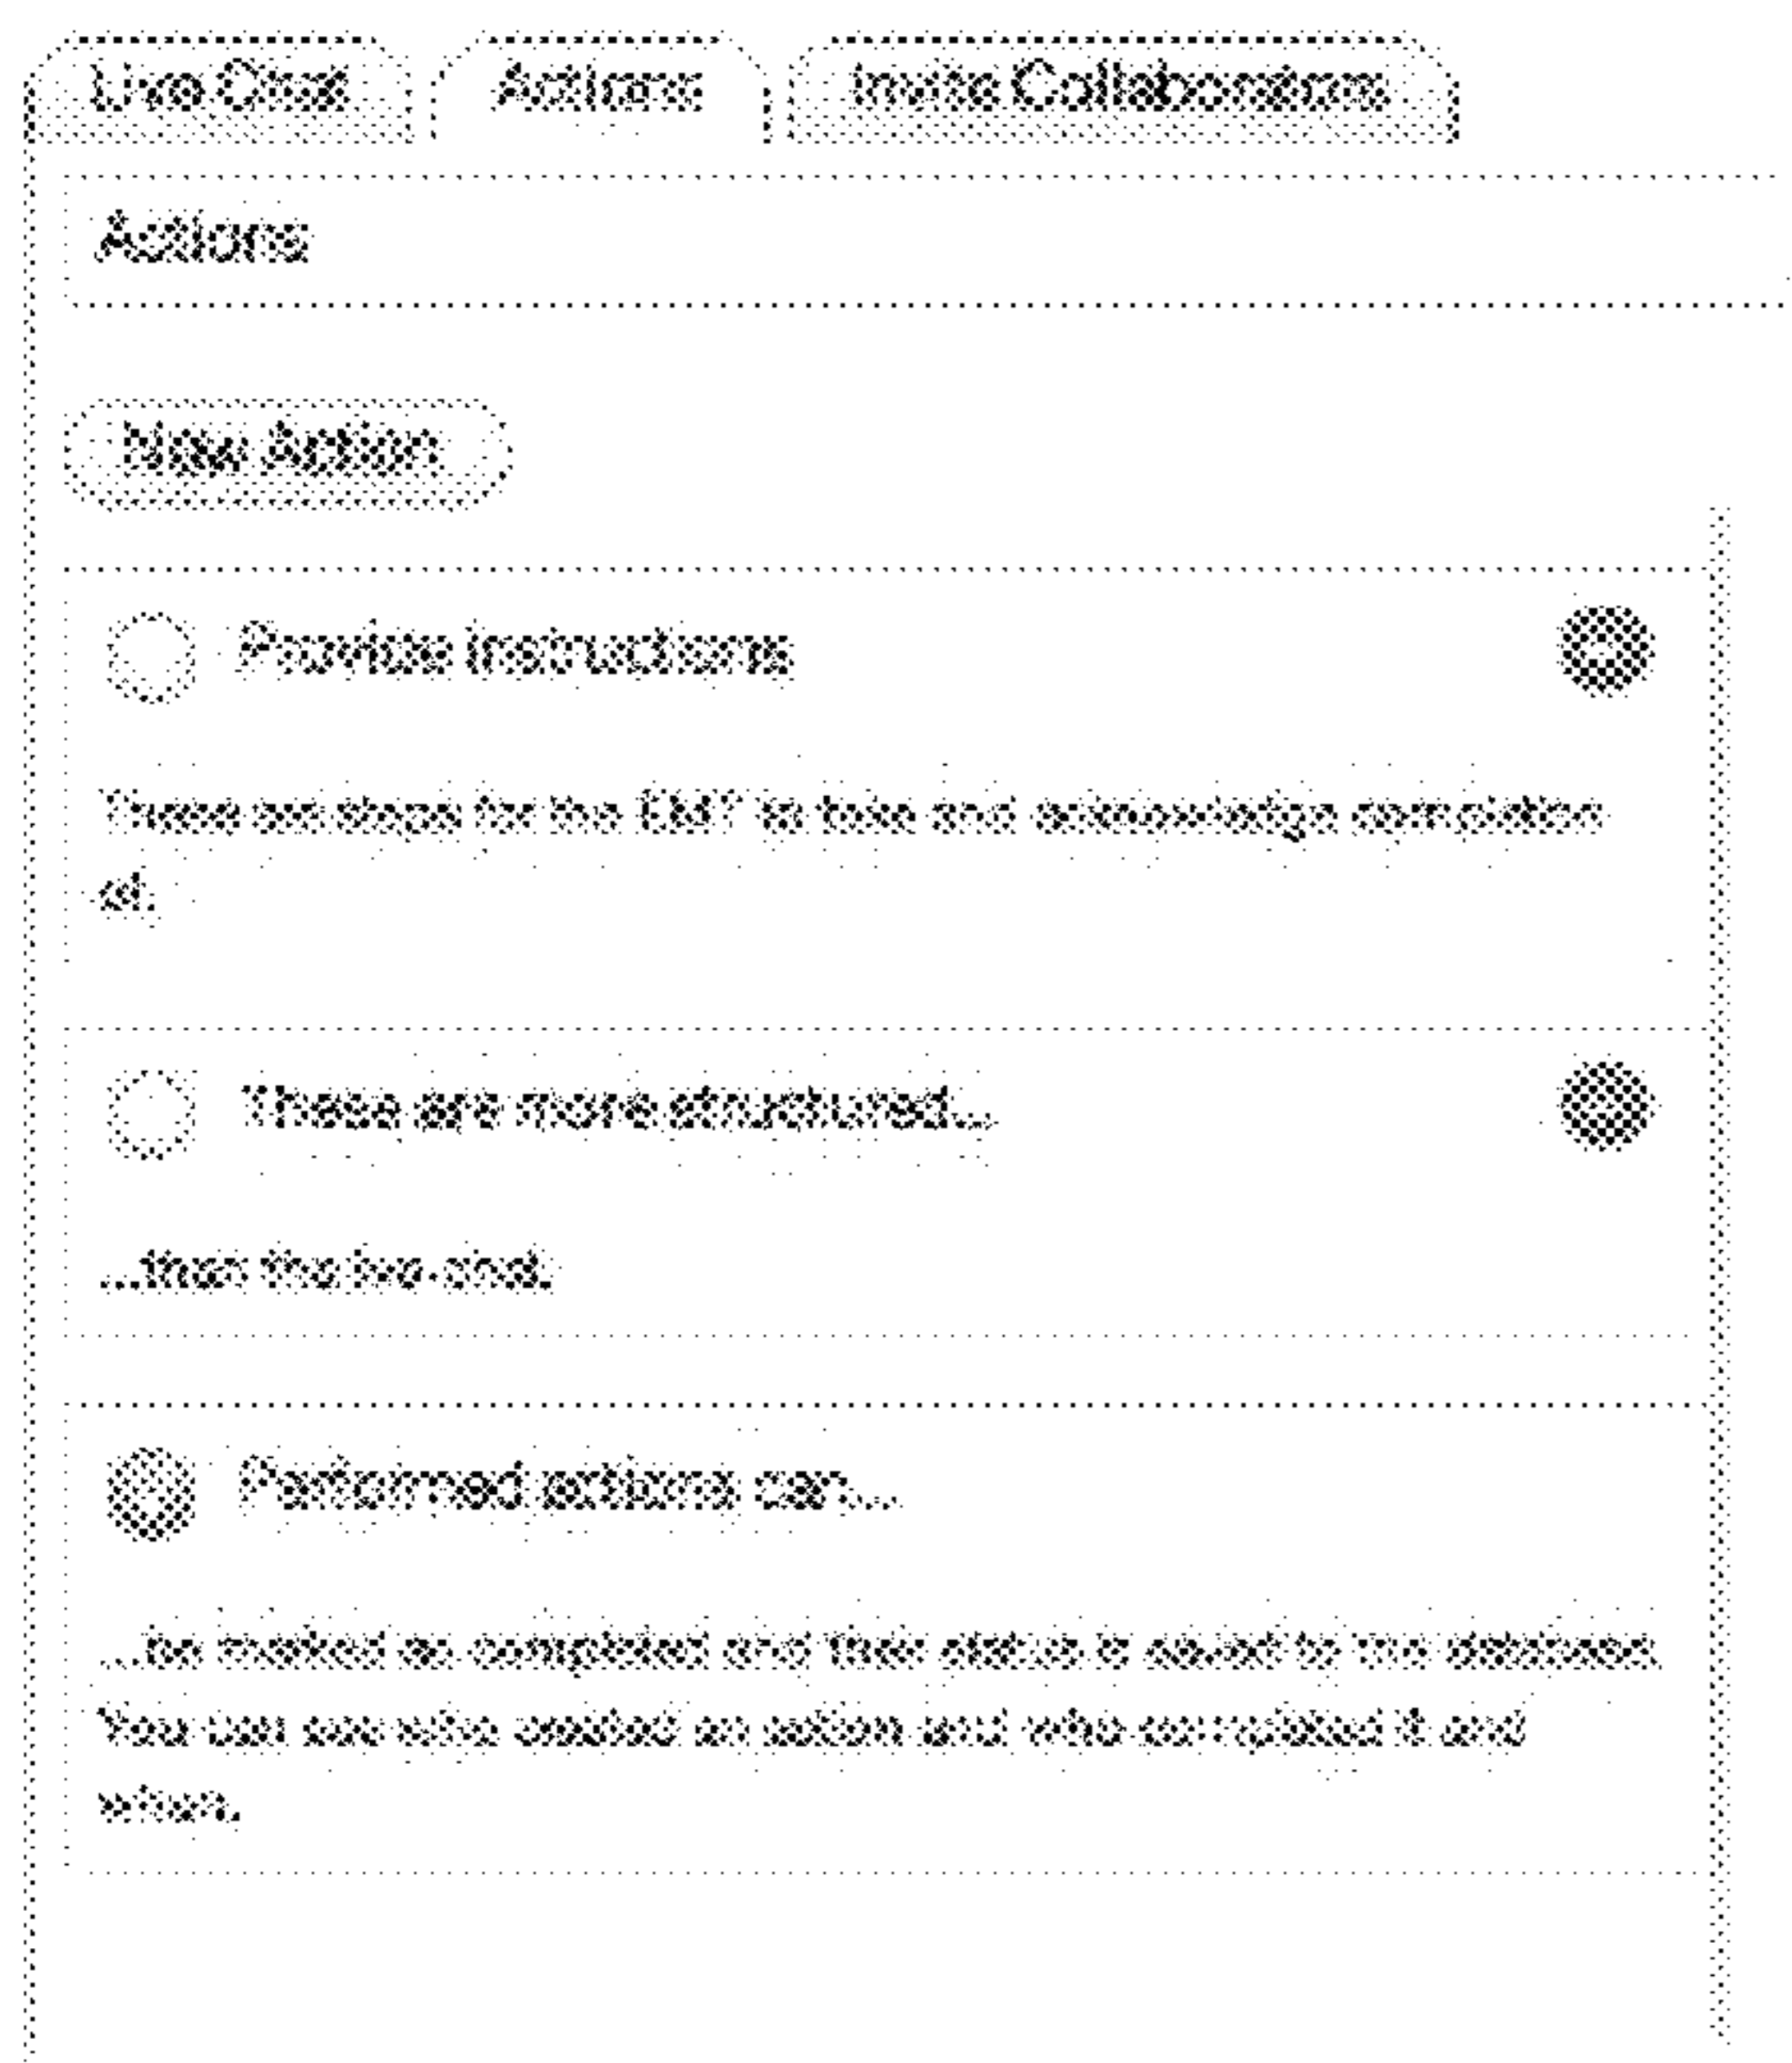 Live Chat Actions Invite Collaborators
Actions
New Action
Provide Instructions
These are steps for the EMT to take and acknowledge completion
of.
These are more structured...
...than the live-chat.
Performed actions can...
...be marked as completed and their status is saved to the database.
You can see who created an action and who completed it and
when.